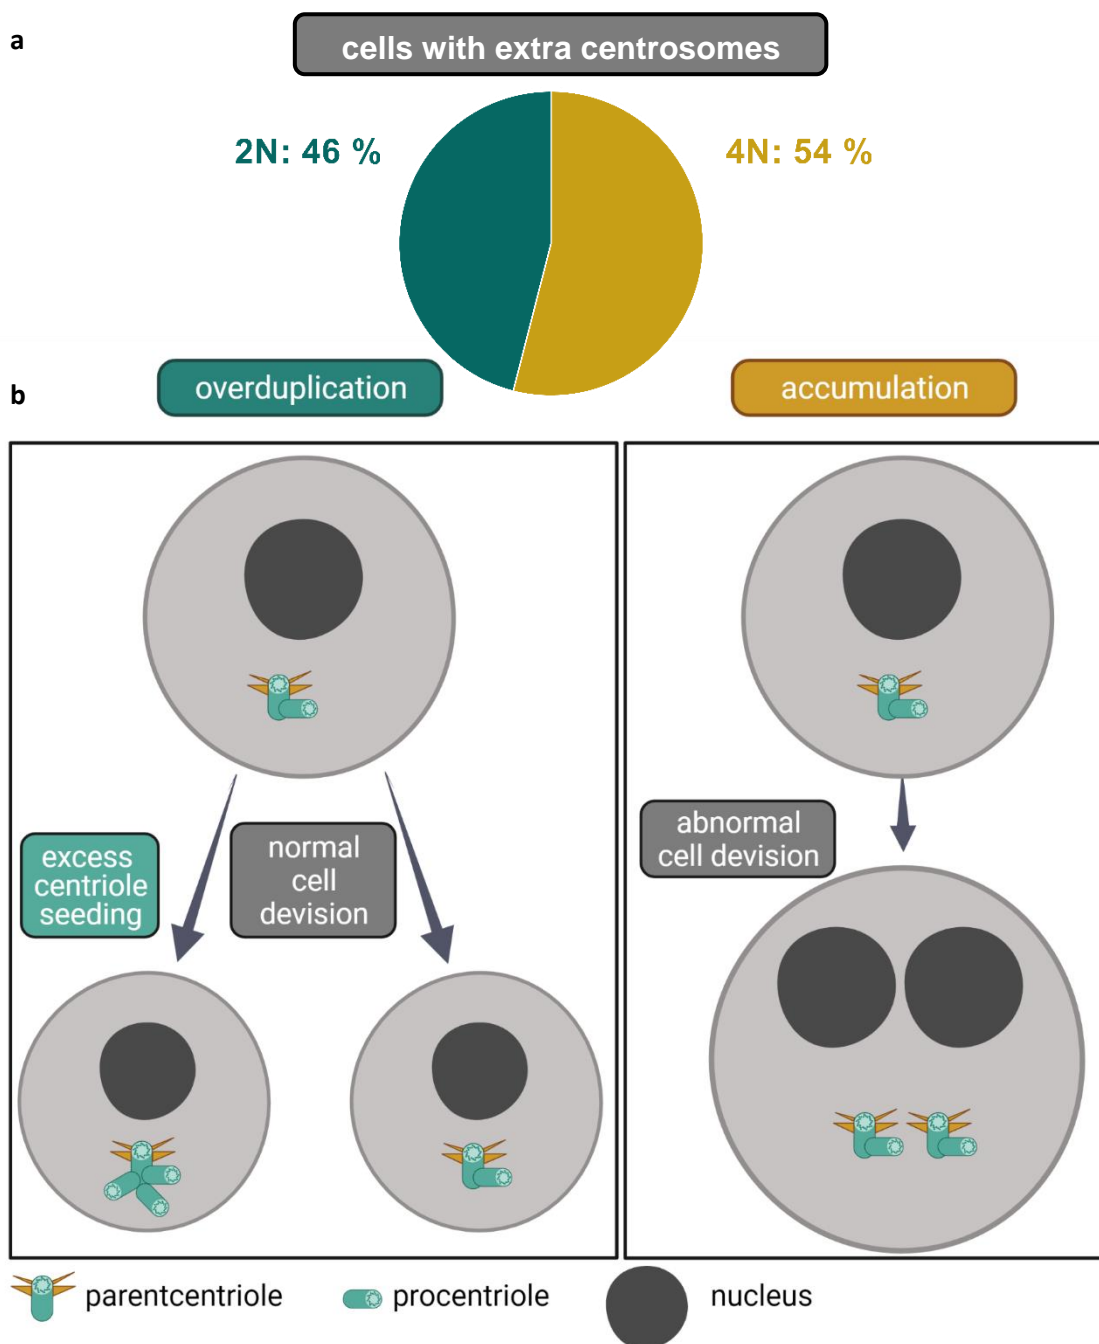 a
cells with extra centrosomes
2N: 46 %
4N: 54 %
overduplication
accumulation
b
excess
centriole
seeding
normal
cell
devision
abnormal
cell devision
parentcentriole
procentriole
nucleus